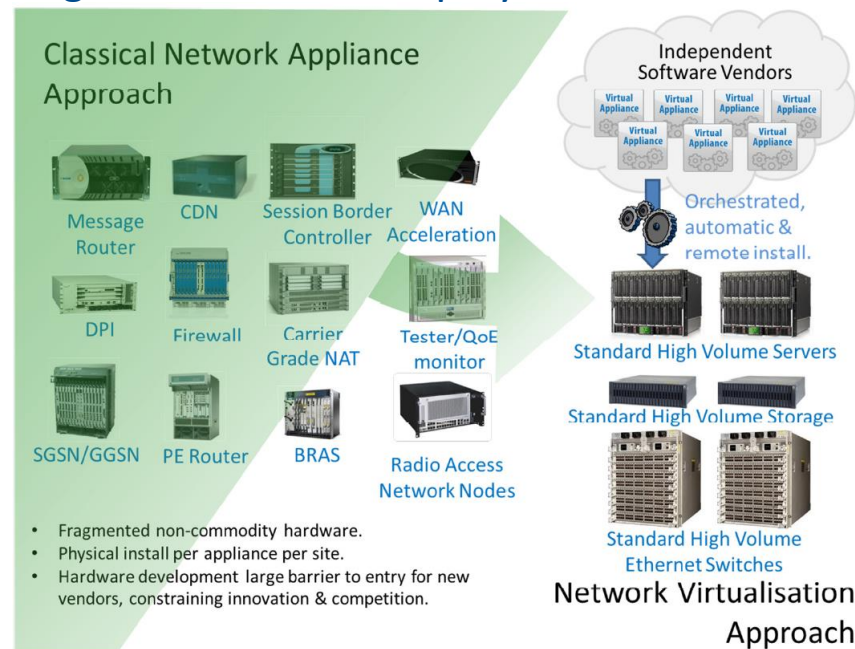 Classical Network Appliance
Approach
Message
Router
CDN
Session Border
Controller
WAN
Acceleration
DPI
Firewall
Carrier
Grade NAT
Tester/QoE
monitor
SGSN/GGSN
PE Router
BRAS
Radio Access
Network Nodes
• Fragmented non-commodity hardware.
• Physical install per appliance per site.
• Hardware development large barrier to entry for new
vendors, constraining innovation & competition.
Independent
Software Vendors
Virtual
Appliance
Virtual
Appliance
Virtual
Appliance
Virtual
Appliance
Virtual
Appliance
Virtual
Appliance
Virtual
Appliance
Orchestrated,
automatic &
remote install.
Standard High Volume Servers
Standard High Volume Storage
Standard High Volume
Ethernet Switches
Network Virtualisation
Approach